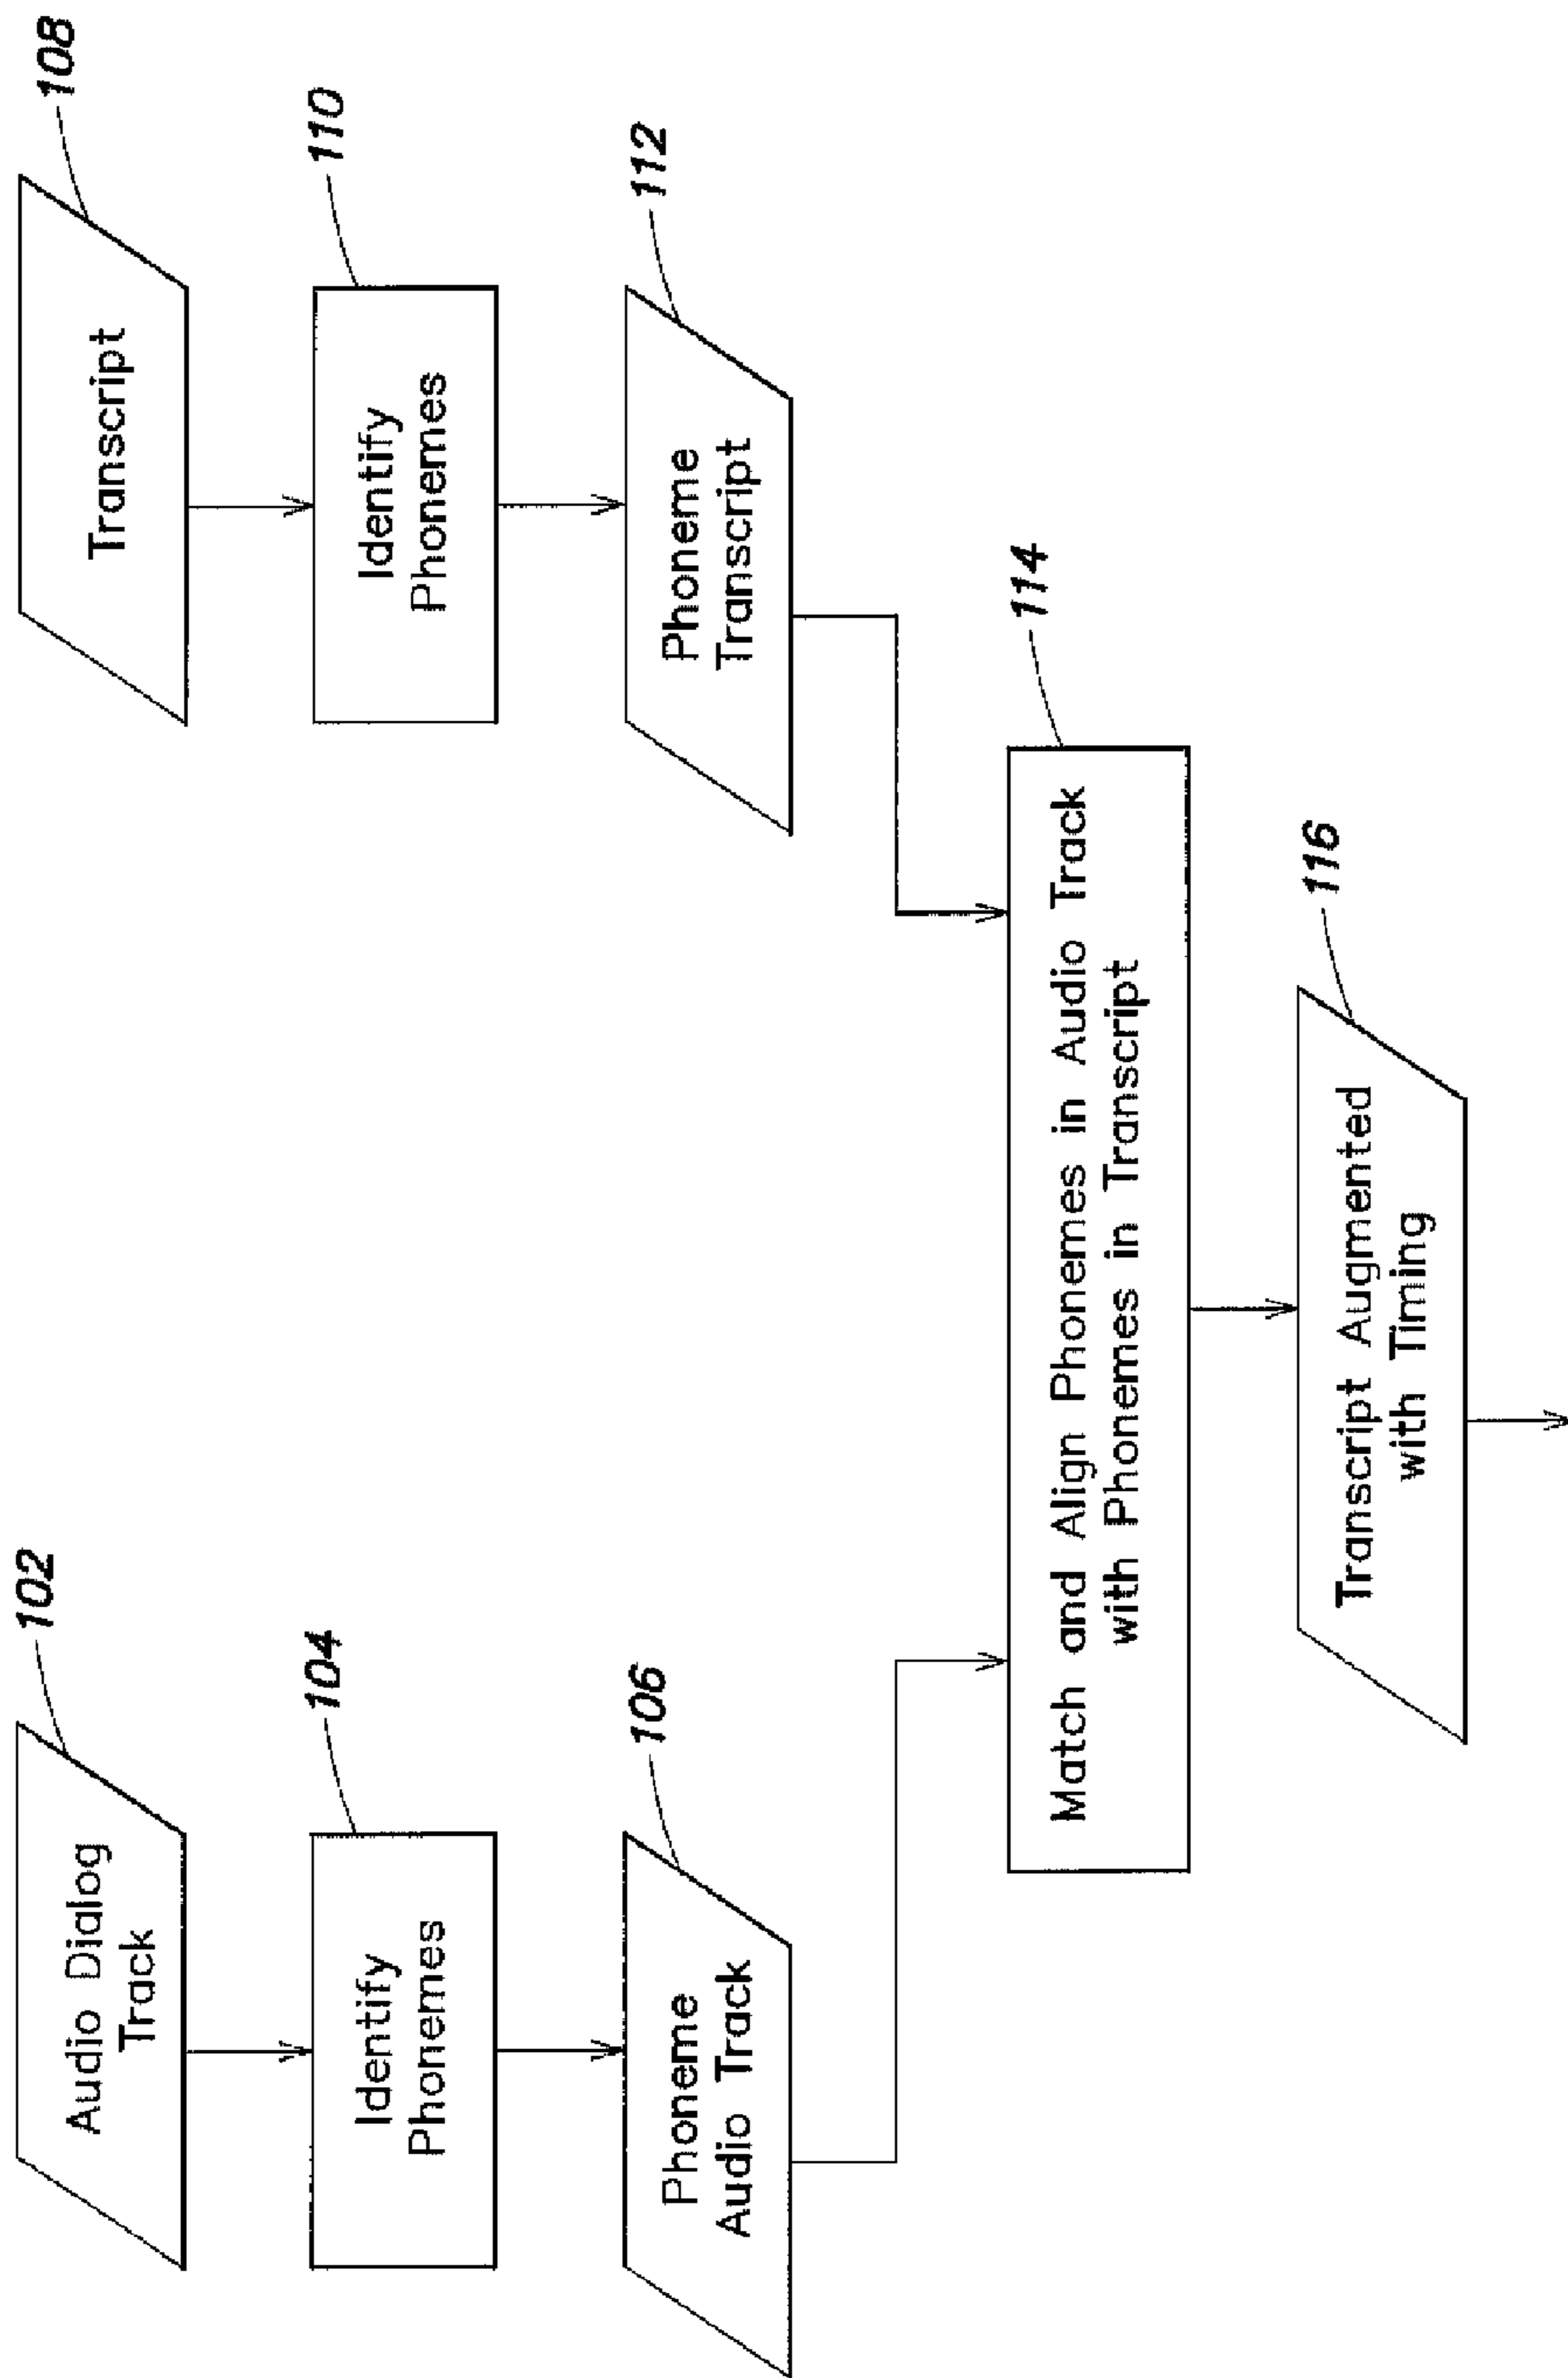 102
Audio Dialog
Track
104
Identify
Phonemes
106
Phoneme
Audio Track
108
Transcript
110
Identify
Phonemes
112
Phoneme
Transcript
114
Match and Align Phonemes in Audio Track
with Phonemes in Transcript
116
Transcript Augmented
with Timing